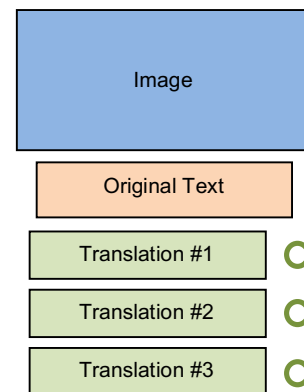 Image
Original Text
Translation #1
Translation #2
Translation #3